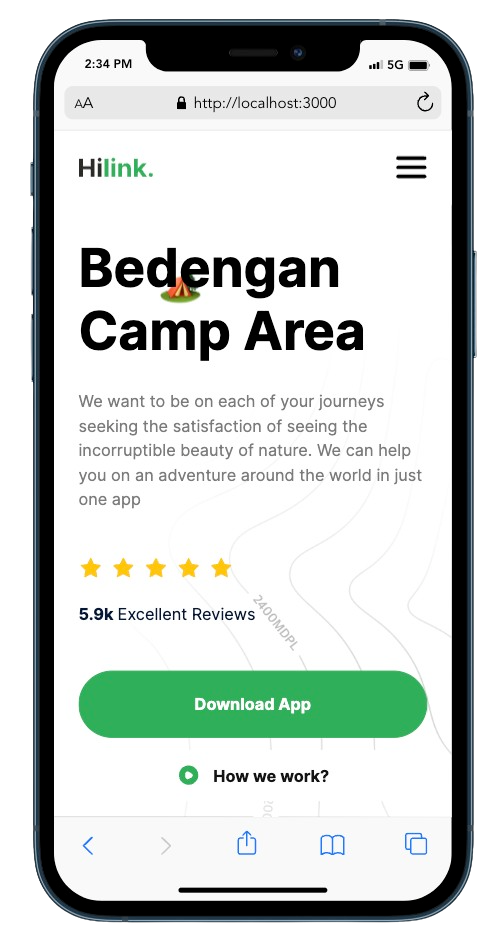 2:34 PM
5G
AA
http://localhost:3000
Hilink.
Bedengan
Camp Area
We want to be on each of your journeys
seeking the satisfaction of seeing the
incorruptible beauty of nature. We can help
you on an adventure around the world in just
one app
5.9k Excellent Reviews
2400MDPL
Download App
How we work?